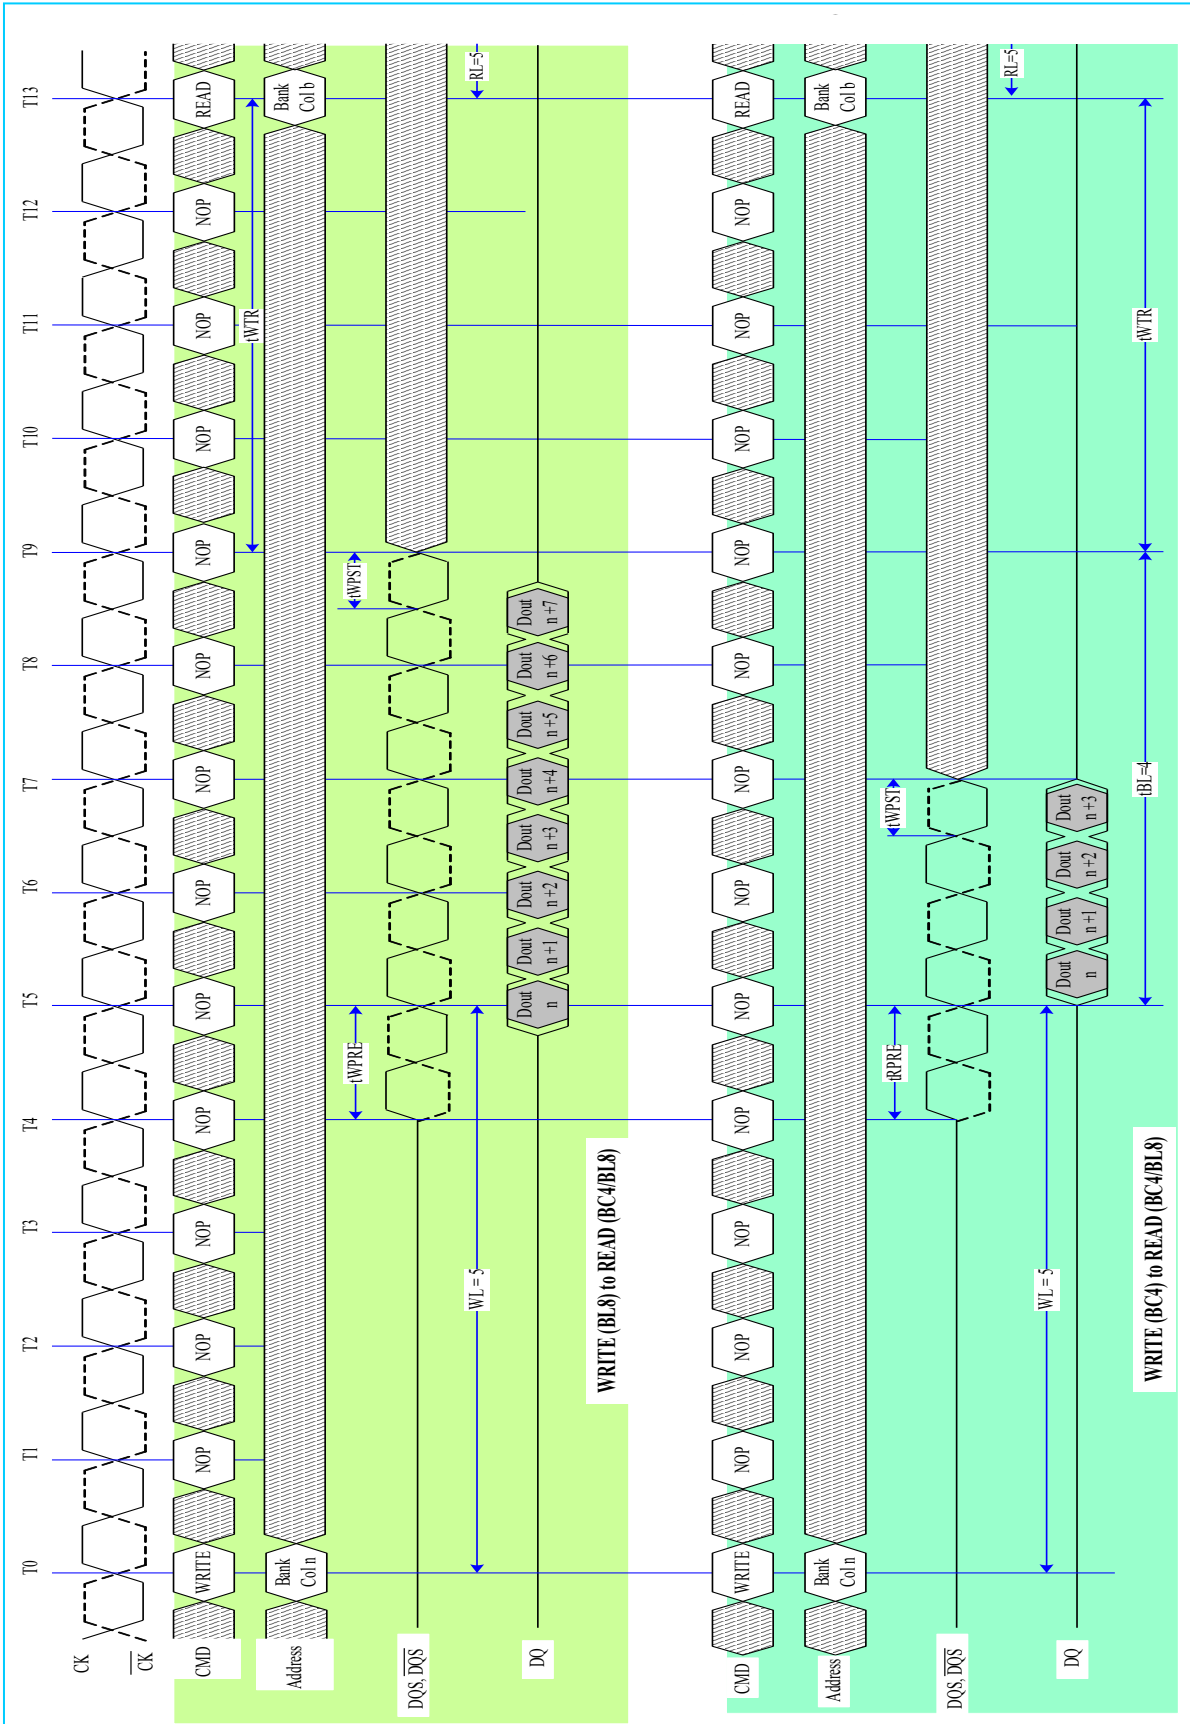 T0 T1 T2 T3 T4 T5 T6 T7 T8 T9 T10 T11 T12 T13
CK
CK
CMD WRITE NOP NOP NOP NOP NOP NOP NOP NOP NOP NOP NOP NOP READ
tWTR
Address Bank Col n Bank Col b
tWPRE tWPST
DQS, DQS
WL = 5 RL=5
DQ Dout n Dout n+1 Dout n+2 Dout n+3 Dout n+4 Dout n+5 Dout n+6 Dout n+7
WRITE (BL8) to READ (BC4/BL8)
CMD WRITE NOP NOP NOP NOP NOP NOP NOP NOP NOP NOP NOP NOP READ
Address Bank Col n Bank Col b
tRPRE tWPST
DQS, DQS
WL = 5 RL=5
DQ Dout n Dout n+1 Dout n+2 Dout n+3
tBL=4 tWTR
WRITE (BC4) to READ (BC4/BL8)